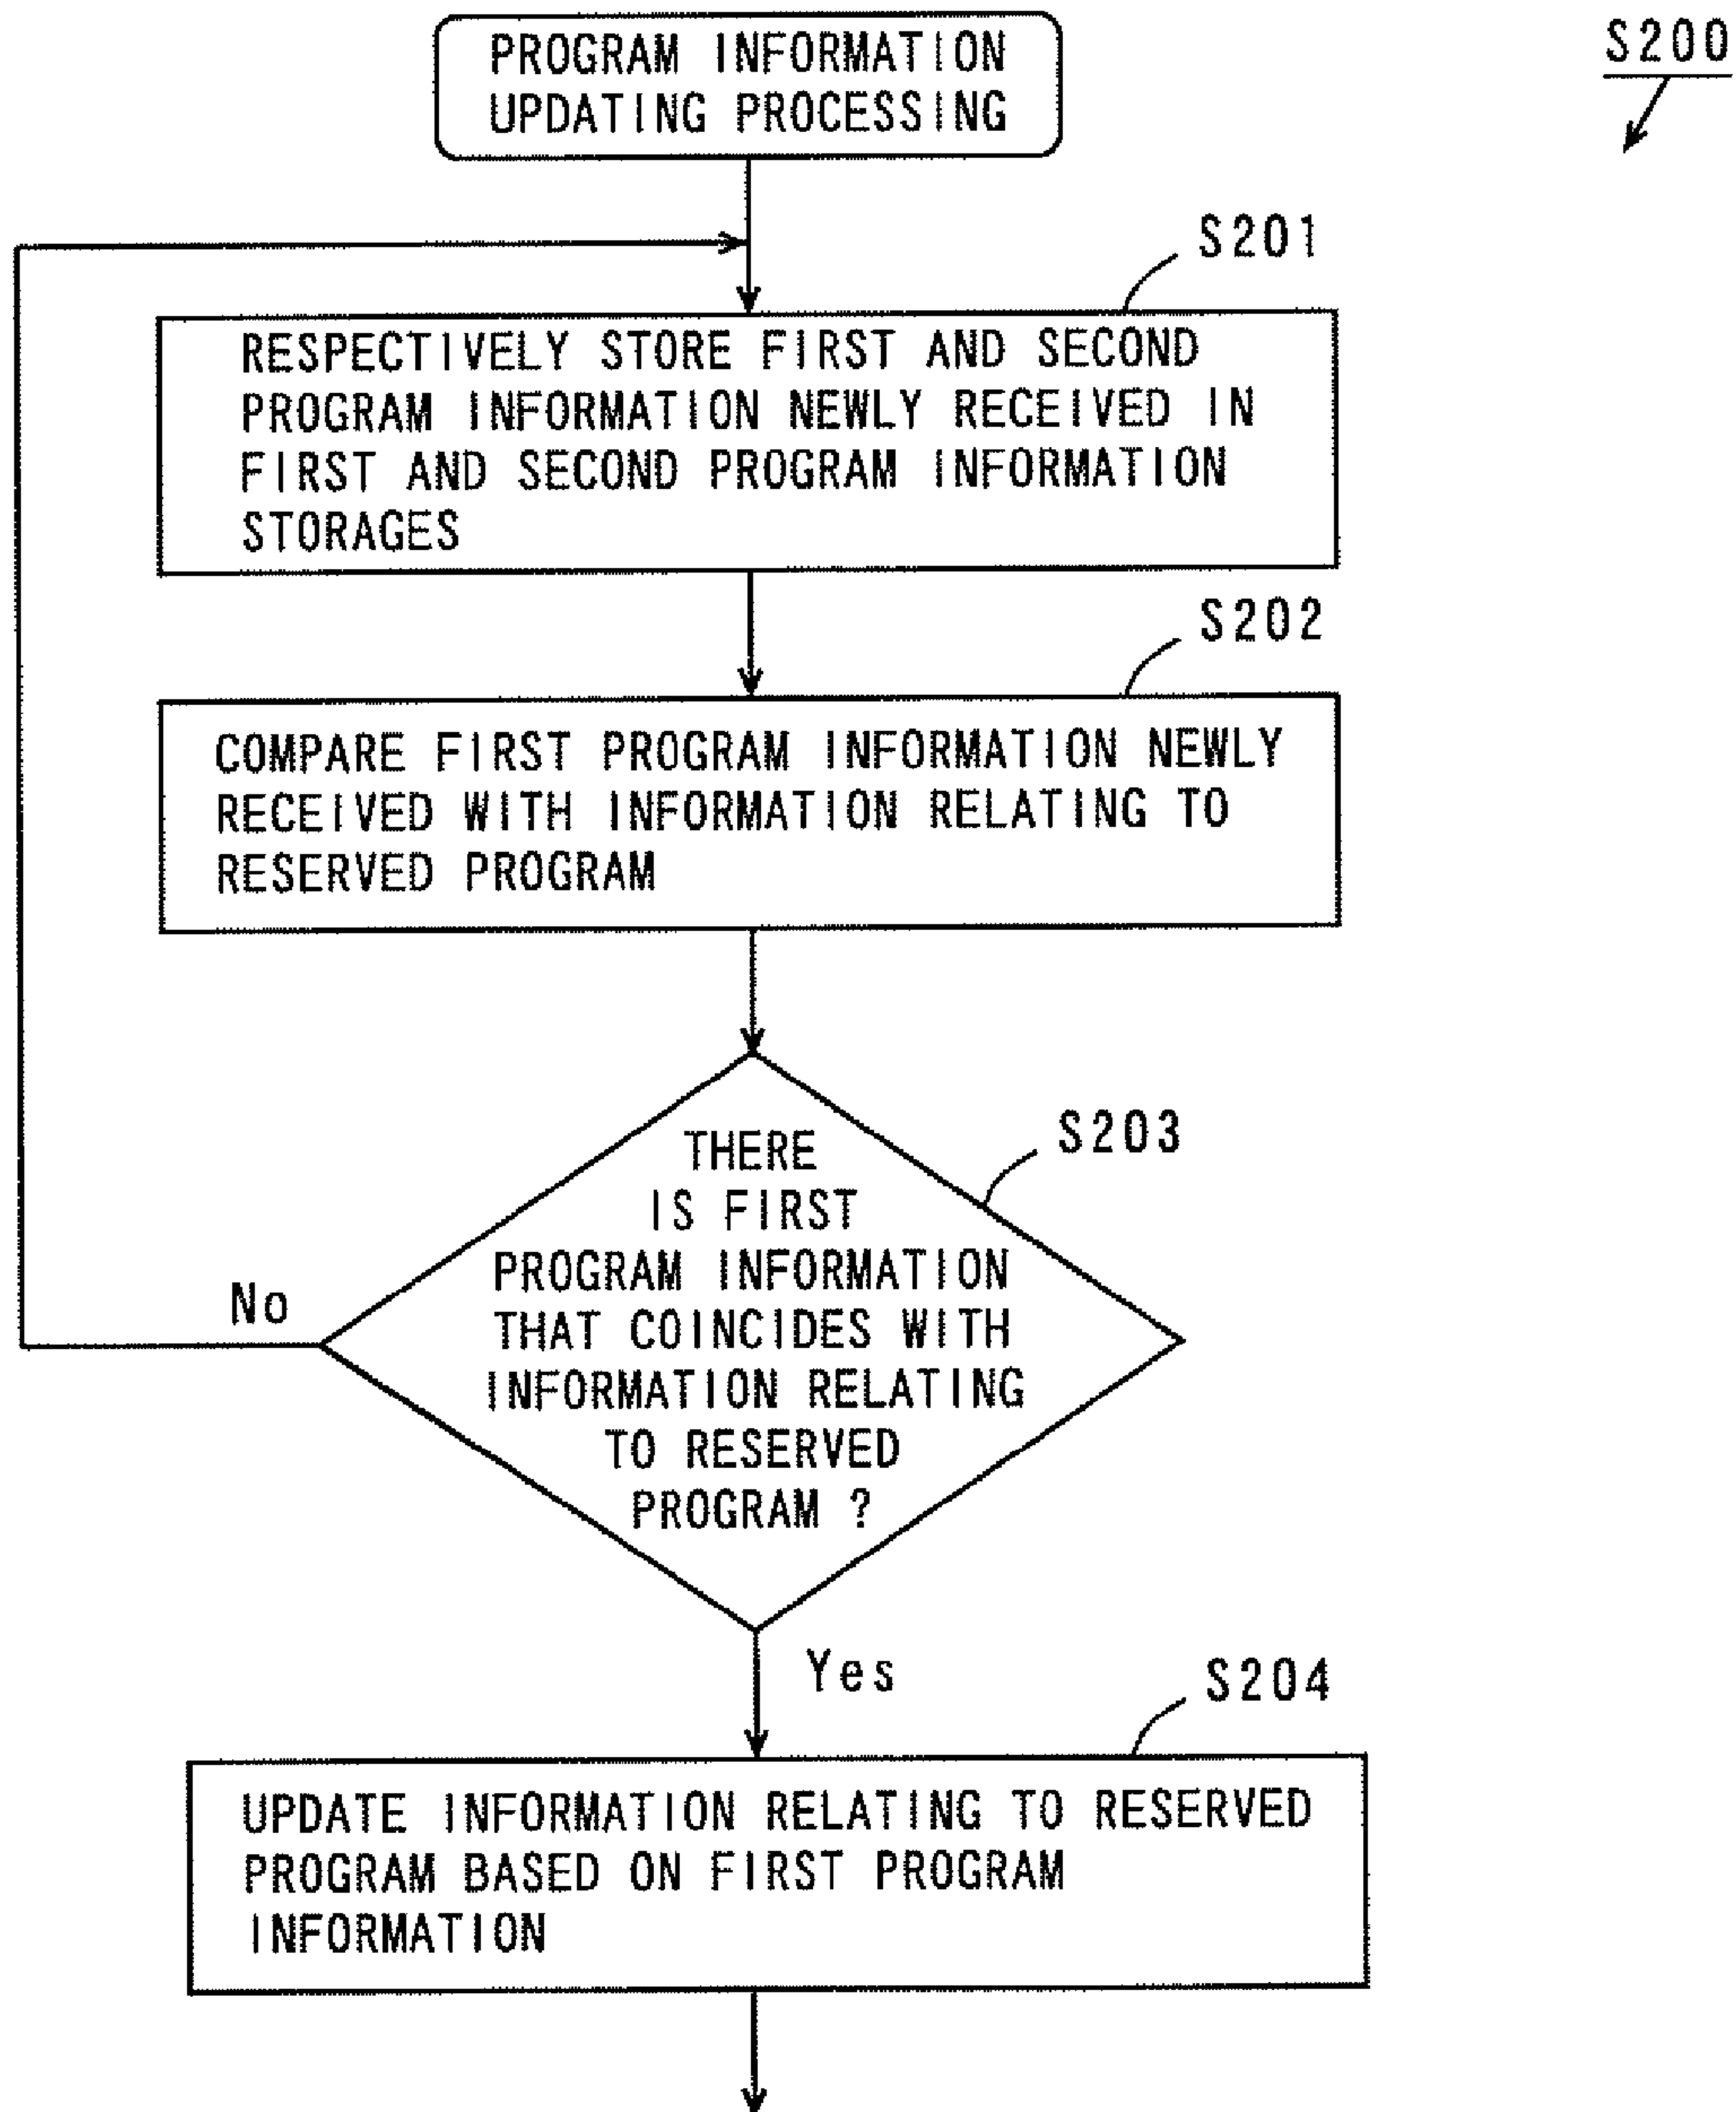 PROGRAM INFORMATION
UPDATING PROCESSING
S200
S201
RESPECTIVELY STORE FIRST AND SECOND
PROGRAM INFORMATION NEWLY RECEIVED IN
FIRST AND SECOND PROGRAM INFORMATION
STORAGES
S202
COMPARE FIRST PROGRAM INFORMATION NEWLY
RECEIVED WITH INFORMATION RELATING TO
RESERVED PROGRAM
S203
THERE
IS FIRST
PROGRAM INFORMATION
THAT COINCIDES WITH
INFORMATION RELATING
TO RESERVED
PROGRAM ?
No
Yes
S204
UPDATE INFORMATION RELATING TO RESERVED
PROGRAM BASED ON FIRST PROGRAM
INFORMATION